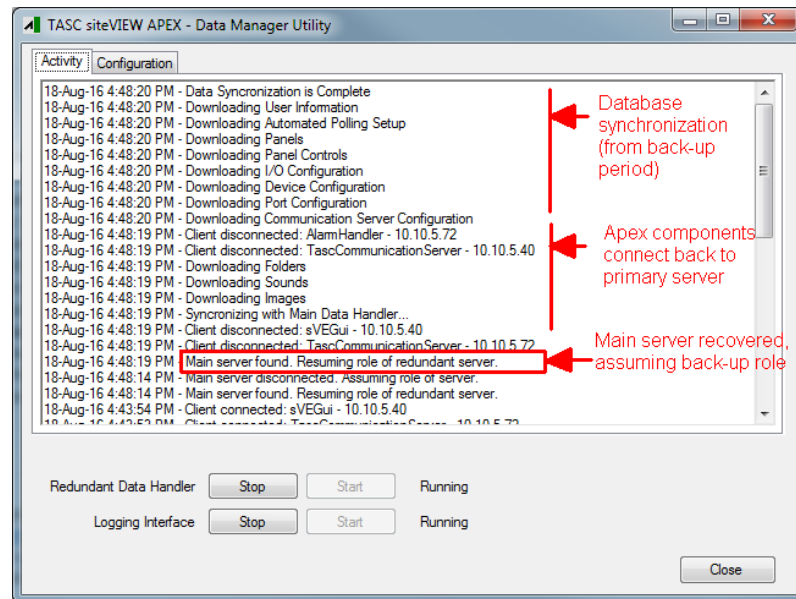 TASC siteVIEW APEX - Data Manager Utility
Activity
Configuration
18-Aug-16 4:48:20 PM - Data Syncronization is Complete
18-Aug-16 4:48:20 PM - Downloading User Information
18-Aug-16 4:48:20 PM - Downloading Automated Polling Setup
18-Aug-16 4:48:20 PM - Downloading Panels
18-Aug-16 4:48:20 PM - Downloading Panel Controls
18-Aug-16 4:48:20 PM - Downloading I/O Configuration
18-Aug-16 4:48:20 PM - Downloading Device Configuration
18-Aug-16 4:48:20 PM - Downloading Port Configuration
18-Aug-16 4:48:20 PM - Downloading Communication Server Configuration
18-Aug-16 4:48:19 PM - Client disconnected: AlarmHandler - 10.10.5.72
18-Aug-16 4:48:19 PM - Client disconnected: TascCommunicationServer - 10.10.5.40
18-Aug-16 4:48:19 PM - Downloading Folders
18-Aug-16 4:48:19 PM - Downloading Sounds
18-Aug-16 4:48:19 PM - Downloading Images
18-Aug-16 4:48:19 PM - Syncronizing with Main Data Handler...
18-Aug-16 4:48:19 PM - Client disconnected: sVEGui - 10.10.5.40
18-Aug-16 4:48:19 PM - Client disconnected: TascCommunicationServer - 10.10.5.72
18-Aug-16 4:48:19 PM - Main server found. Resuming role of redundant server.
18-Aug-16 4:48:14 PM - Main server disconnected. Assuming role of server.
18-Aug-16 4:48:14 PM - Main server found. Resuming role of redundant server.
18-Aug-16 4:43:54 PM - Client connected: sVEGui - 10.10.5.40
18-Aug-16 4:43:53 PM - Client connected: TascCommunicationServer - 10.10.5.72
Database
synchronization
(from back-up
period)
Apex components
connect back to
primary server
Main server recovered,
assuming back-up role
Redundant Data Handler
Stop
Start
Running
Logging Interface
Stop
Start
Running
Close